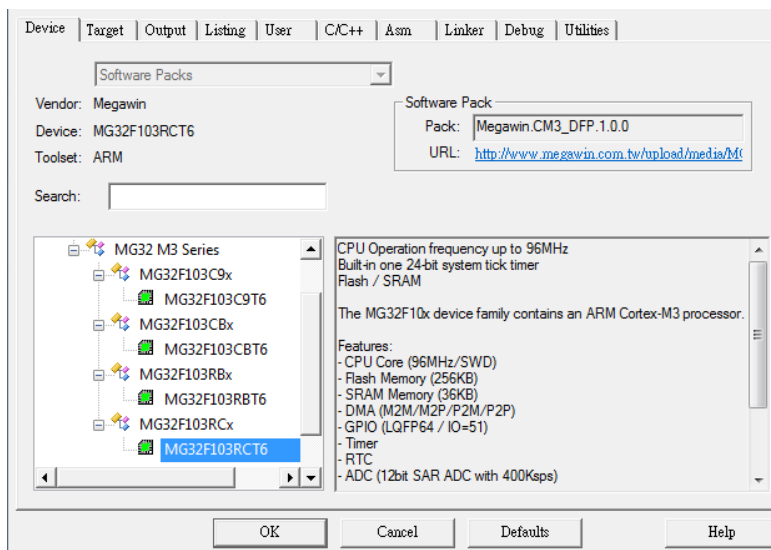 Device
Target
Output
Listing
User
C/C++
Asm
Linker
Debug
Utilities
Software Packs
Vendor: Megawin
Device: MG32F103RCT6
Toolset: ARM
Search:
Software Pack
Pack: Megawin.CM3_DFP.1.0.0
URL: http://www.megawin.com.tw/upload/media/M
MG32 M3 Series
MG32F103C9x
MG32F103C9T6
MG32F103CBx
MG32F103CBT6
MG32F103RBx
MG32F103RBT6
MG32F103RCx
MG32F103RCT6
CPU Operation frequency up to 96MHz
Built-in one 24-bit system tick timer
Flash / SRAM
The MG32F10x device family contains an ARM Cortex-M3 processor.
Features:
- CPU Core (96MHz/SWD)
- Flash Memory (256KB)
- SRAM Memory (36KB)
- DMA (M2M/M2P/P2M/P2P)
- GPIO (LQFP64 / IO=51)
- Timer
- RTC
- ADC (12bit SAR ADC with 400Ksps)
OK
Cancel
Defaults
Help